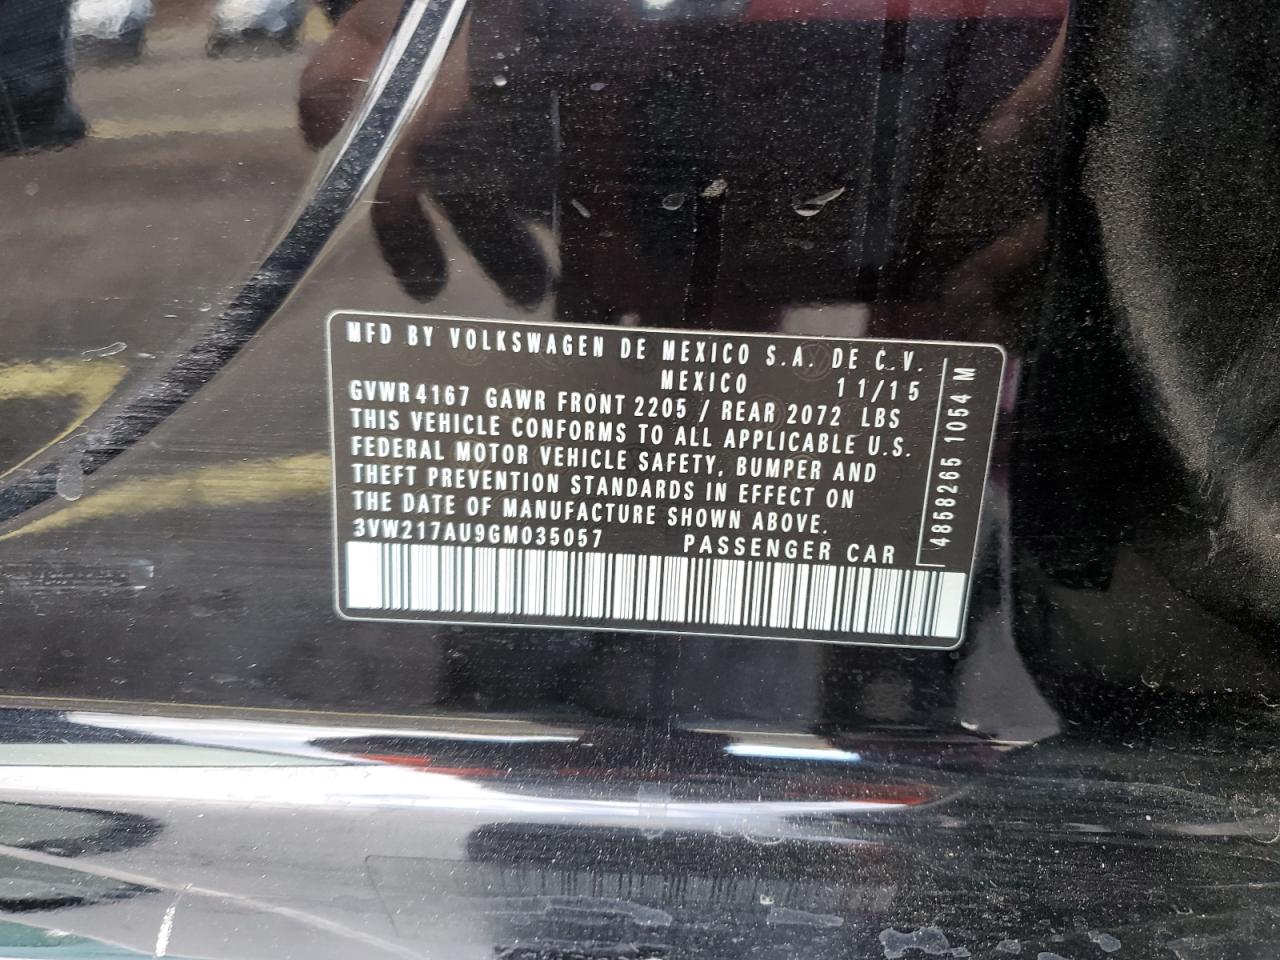 MFD BY VOLKSWAGEN DE MEXICO S.A. DE C.V.
MEXICO 11/15
GVWR 4167 GAWR FRONT 2205 / REAR 2072 LBS
THIS VEHICLE CONFORMS TO ALL APPLICABLE U.S.
FEDERAL MOTOR VEHICLE SAFETY, BUMPER AND
THEFT PREVENTION STANDARDS IN EFFECT ON
THE DATE OF MANUFACTURE SHOWN ABOVE.
3VW217AU9GM035057 PASSENGER CAR
4858265 1054 M